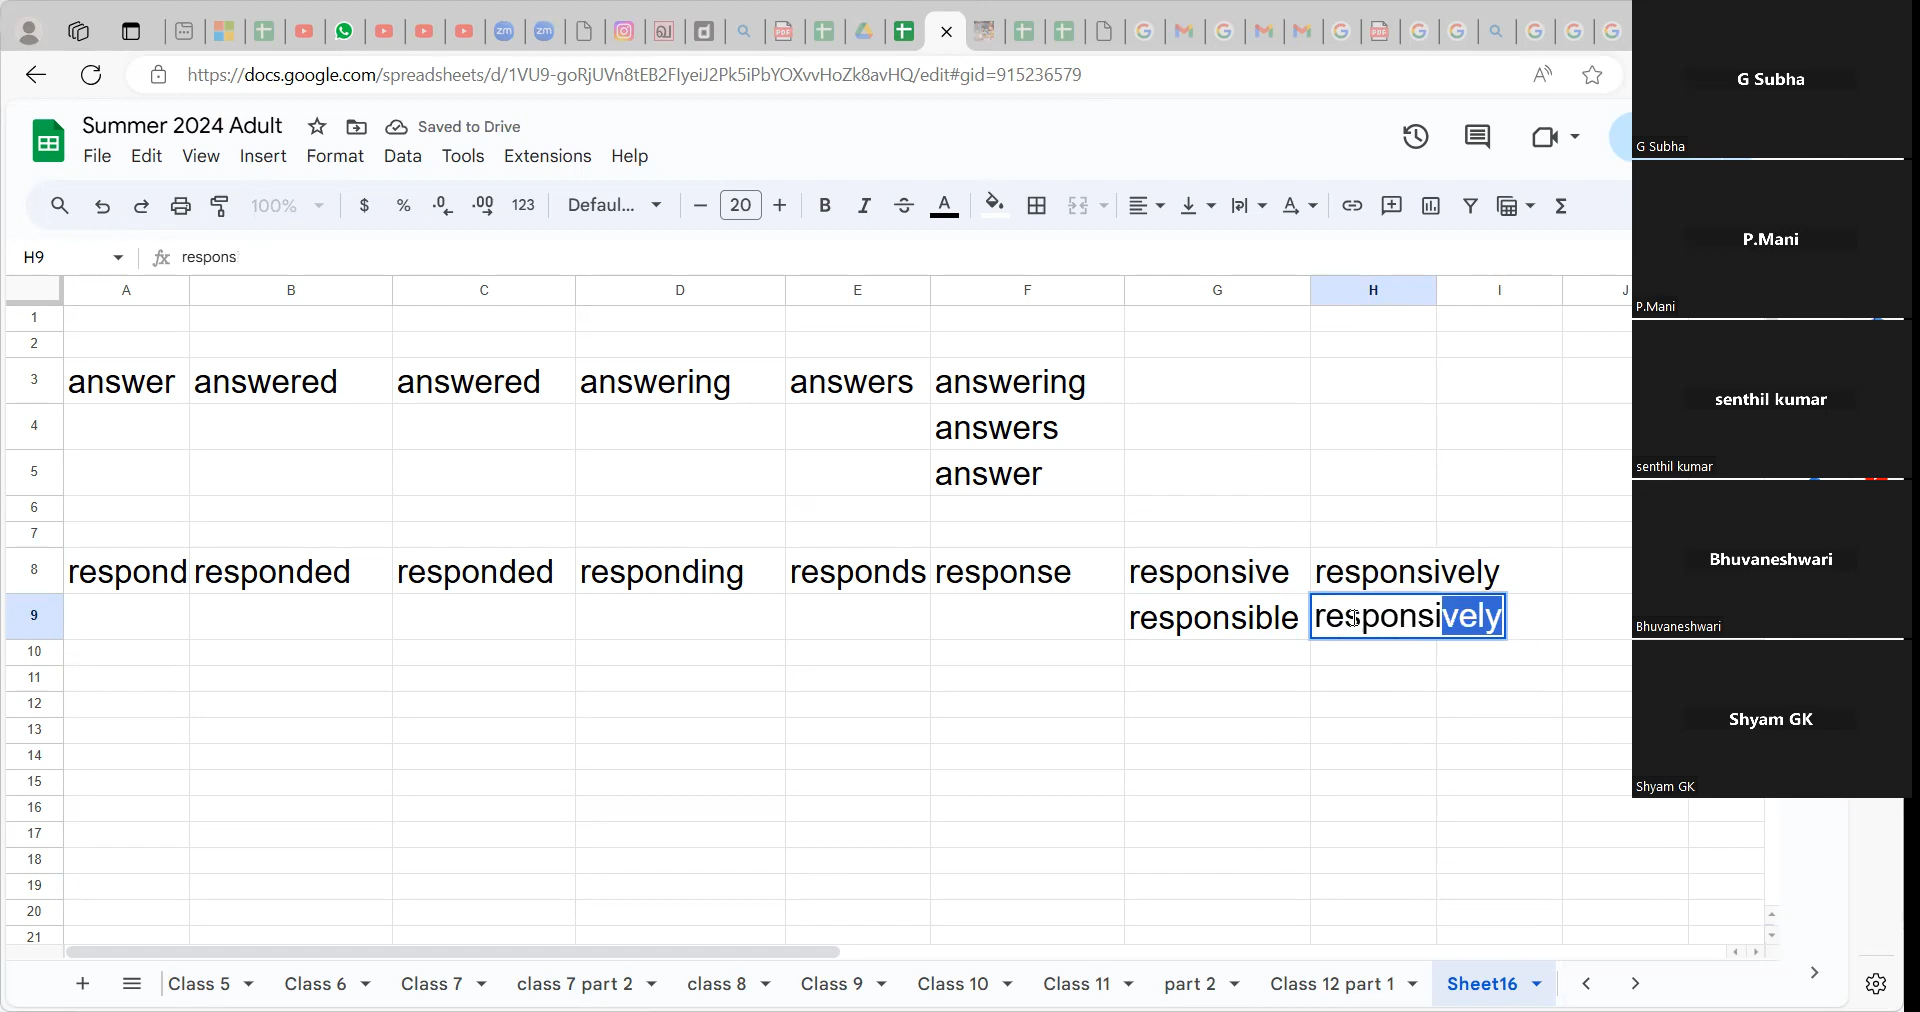 https://docs.google.com/spreadsheets/d/1VU9-goRjUVn8tEB2FIyeiJ2Pk5iPbYOXvvHoZk8avHQ/edit#gid=915236579
Summer 2024 Adult Saved to Drive
File Edit View Insert Format Data Tools Extensions Help
100% $ % .0 .00 123 Defaul... 20 B I A
H9 fx respons
A B C D E F G H I J
1
2
3 answer answered answered answering answers answering
4 answers
5 answer
6
7
8 respond responded responded responding responds response responsive responsively
9 responsible responsively
10
11
12
13
14
15
16
17
18
19
20
21
Class 5 Class 6 Class 7 class 7 part 2 class 8 Class 9 Class 10 Class 11 part 2 Class 12 part 1 Sheet16
G Subha
G Subha
P.Mani
P.Mani
senthil kumar
senthil kumar
Bhuvaneshwari
Bhuvaneshwari
Shyam GK
Shyam GK